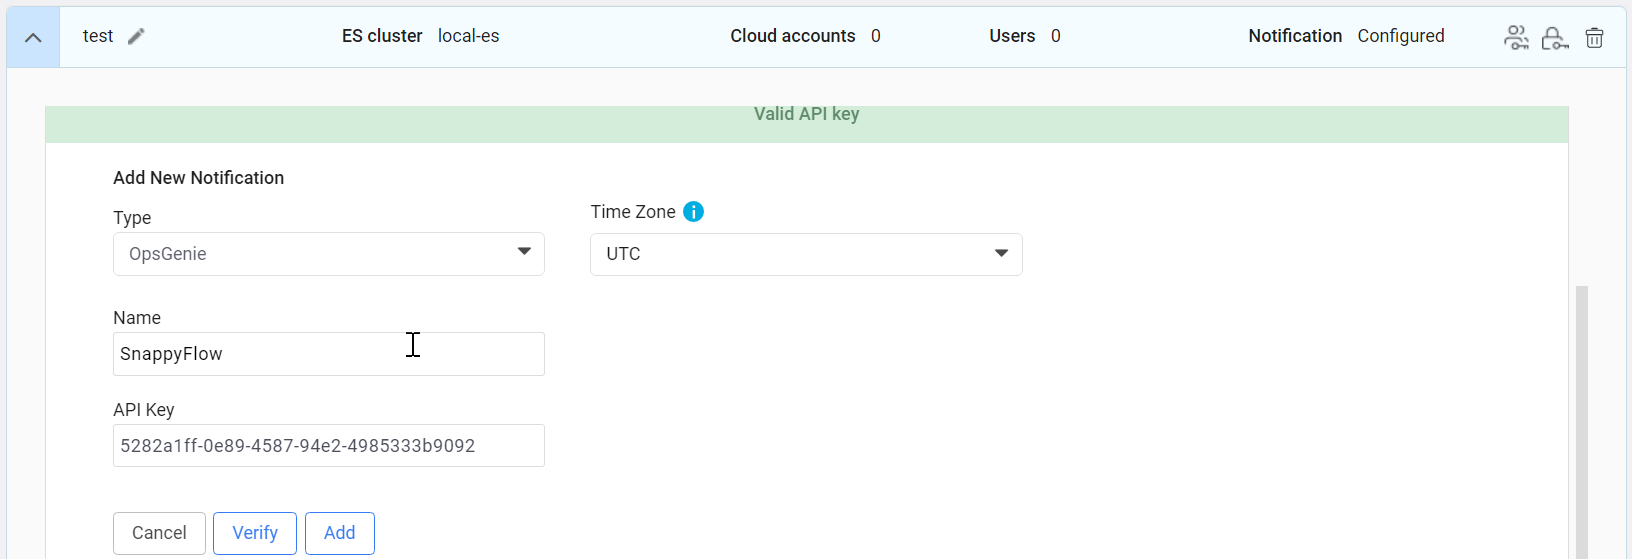 test ES cluster local-es Cloud accounts 0 Users 0 Notification Configured
Valid API key
Add New Notification
Type Time Zone
OpsGenie UTC
Name
SnappyFlow
API Key
5282a1ff-0e89-4587-94e2-4985333b9092
Cancel Verify Add